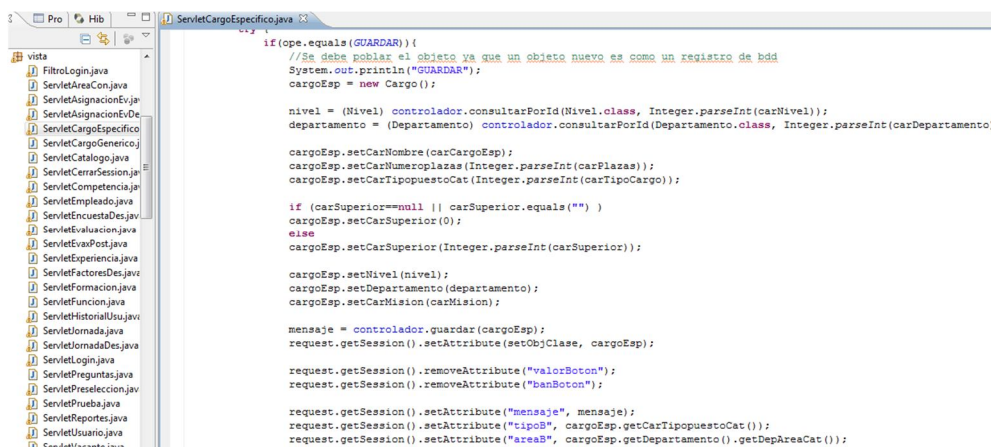 Pro Hib
ServletCargoEspecifico.java
vista
FiltroLogin.java
ServletAreaCon.java
ServletAsignacionEv.jav
ServletAsignacionEvDe
ServletCargoEspecifico
ServletCargoGenerico.j
ServletCatalogo.java
ServletCerrarSession.jav
ServletCompetencia.jav
ServletEmpleado.java
ServletEncuestaDes.jav
ServletEvaluacion.java
ServletEvaxPost.java
ServletExperiencia.java
ServletFactoresDes.java
ServletFormacion.java
ServletFuncion.java
ServletHistorialUsu.java
ServletJornada.java
ServletJornadaDes.java
ServletLogin.java
ServletPreguntas.java
ServletPreseleccion.jav
ServletPrueba.java
ServletReportes.java
ServletUsuario.java
ServletVacante.java
try {
if(ope.equals(GUARDAR)){
//Se debe poblar el objeto ya que un objeto nuevo es como un registro de bdd
System.out.println("GUARDAR");
cargoEsp = new Cargo();
nivel = (Nivel) controlador.consultarPorId(Nivel.class, Integer.parseInt(carNivel));
departamento = (Departamento) controlador.consultarPorId(Departamento.class, Integer.parseInt(carDepartamento)
cargoEsp.setCarNombre(carCargoEsp);
cargoEsp.setCarNumeroplazas(Integer.parseInt(carPlazas));
cargoEsp.setCarTipopuestoCat(Integer.parseInt(carTipoCargo));
if (carSuperior==null || carSuperior.equals("") )
cargoEsp.setCarSuperior(0);
else
cargoEsp.setCarSuperior(Integer.parseInt(carSuperior));
cargoEsp.setNivel(nivel);
cargoEsp.setDepartamento(departamento);
cargoEsp.setCarMision(carMision);
mensaje = controlador.guardar(cargoEsp);
request.getSession().setAttribute(setObjClase, cargoEsp);
request.getSession().removeAttribute("valorBoton");
request.getSession().removeAttribute("banBoton");
request.getSession().setAttribute("mensaje", mensaje);
request.getSession().setAttribute("tipoB", cargoEsp.getCarTipopuestoCat());
request.getSession().setAttribute("areaB", cargoEsp.getDepartamento().getDepAreaCat());